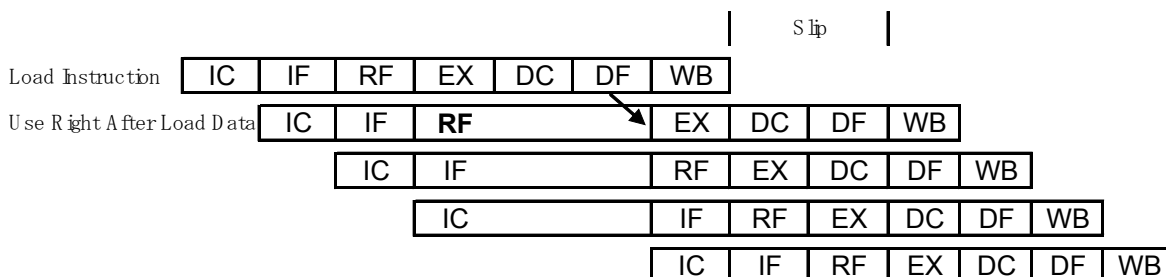 Slip
Load Instruction IC IF RF EX DC DF WB
Use Right After Load Data IC IF RF EX DC DF WB
IC IF RF EX DC DF WB
IC IF RF EX DC DF WB
IC IF RF EX DC DF WB